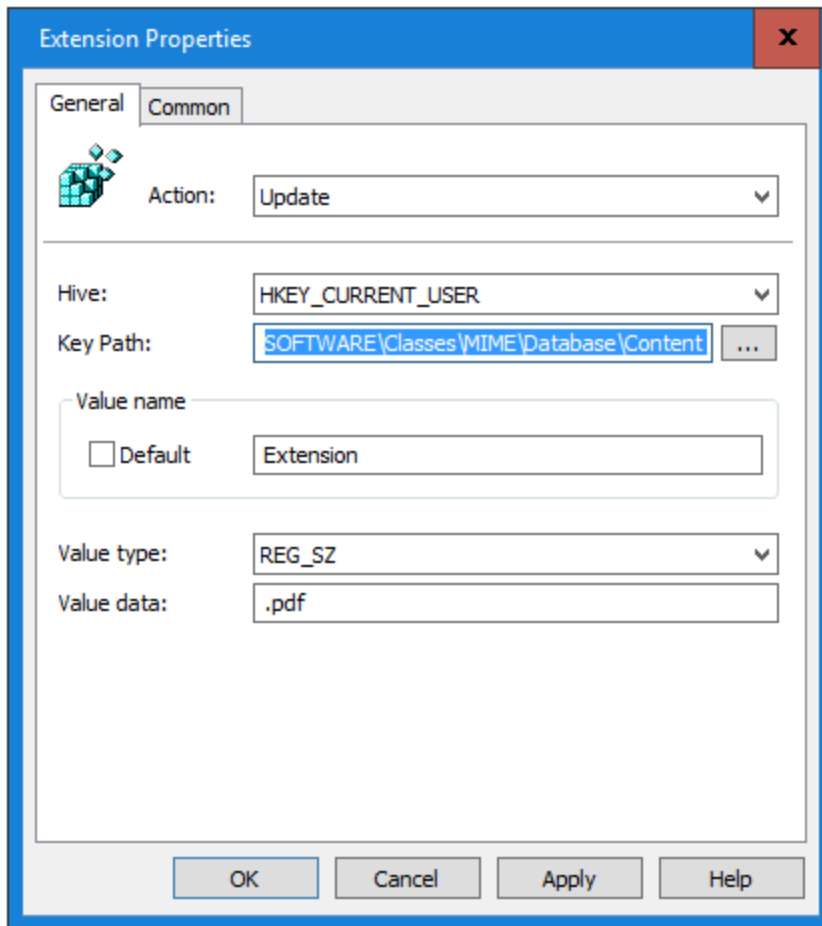 Extension Properties
x
General Common
Action: Update
Hive: HKEY_CURRENT_USER
Key Path: SOFTWARE\Classes\MIME\Database\Content ...
Value name
Default Extension
Value type: REG_SZ
Value data: .pdf
OK Cancel Apply Help